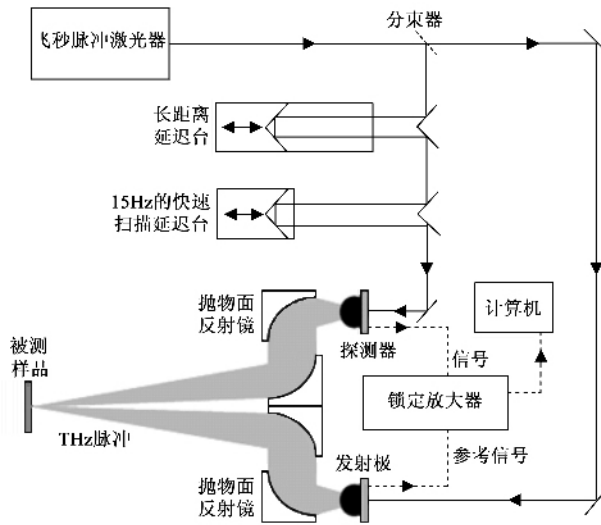 飞秒脉冲激光器
分束器
长距离
延迟台
15Hz的快速
扫描延迟台
抛物面
反射镜
探测器
计算机
信号
被测
样品
锁定放大器
THz脉冲
发射极
参考信号
抛物面
反射镜